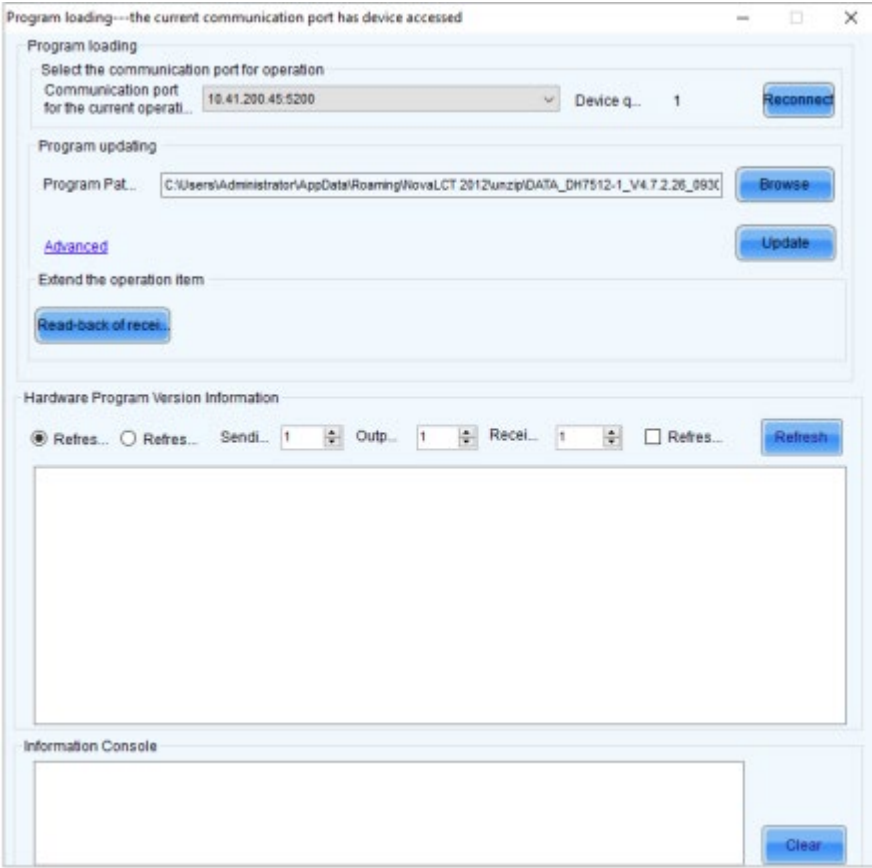 Program loading---the current communication port has device accessed
Program loading
Select the communication port for operation
Communication port
for the current operati...
10.41.200.45:5200
Device q...
1
Reconnect
Program updating
Program Pat...
C:\Users\Administrator\AppData\Roaming\NovaLCT 2012\unzip\DATA_DH7512-1_V4.7.2.26_093(
Browse
Advanced
Update
Extend the operation item
Read-back of recei...
Hardware Program Version Information
Refres...
Refres...
Sendi...
1
Outp...
1
Recei...
1
Refres...
Refresh
Information Console
Clear